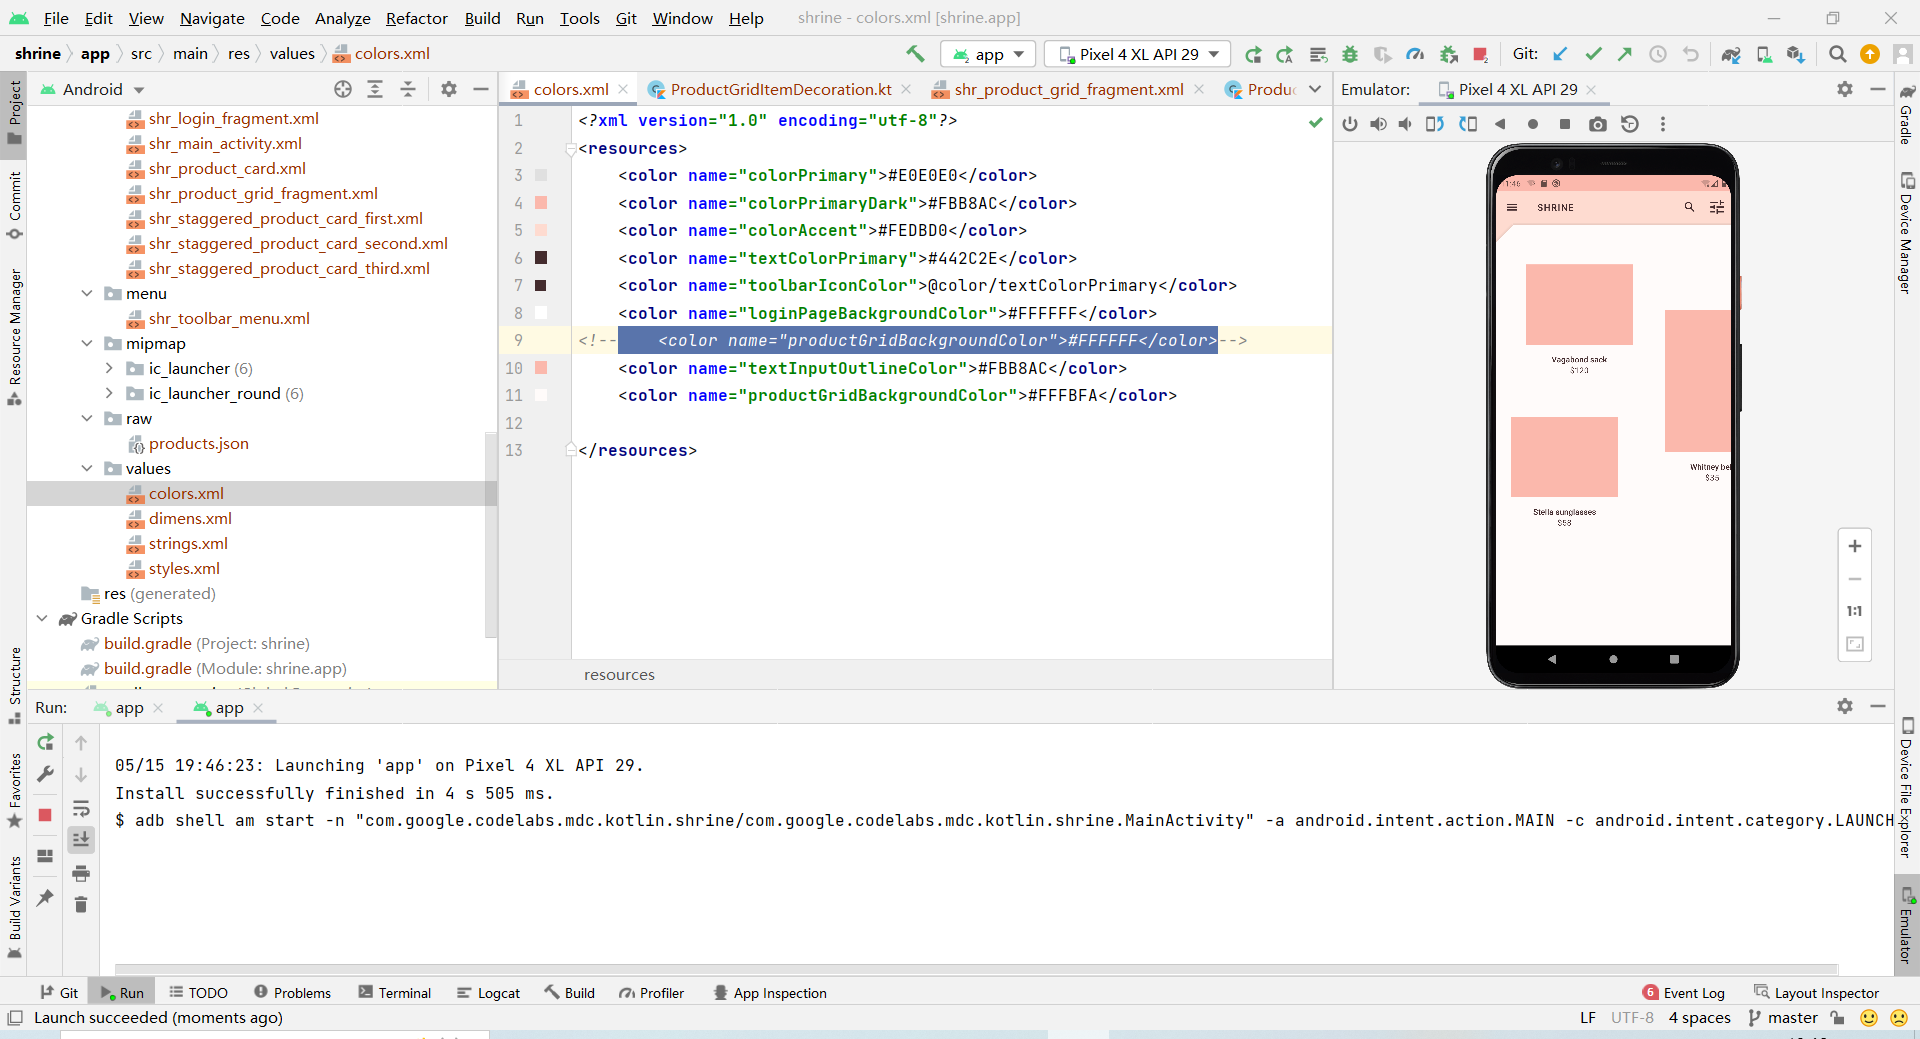 File Edit View Navigate Code Analyze Refactor Build Run Tools Git Window Help shrine - colors.xml [shrine.app]
shrine app src main res values colors.xml app Pixel 4 XL API 29 Git:
Android colors.xml ProductGridItemDecoration.kt shr_product_grid_fragment.xml Produ Emulator: Pixel 4 XL API 29
Project
Commit
Resource Manager
Structure
Favorites
Build Variants
shr_login_fragment.xml
shr_main_activity.xml
shr_product_card.xml
shr_product_grid_fragment.xml
shr_staggered_product_card_first.xml
shr_staggered_product_card_second.xml
shr_staggered_product_card_third.xml
menu
shr_toolbar_menu.xml
mipmap
ic_launcher (6)
ic_launcher_round (6)
raw
products.json
values
colors.xml
dimens.xml
strings.xml
styles.xml
res (generated)
Gradle Scripts
build.gradle (Project: shrine)
build.gradle (Module: shrine.app)
1 <?xml version="1.0" encoding="utf-8"?>
2 <resources>
3 <color name="colorPrimary">#E0E0E0</color>
4 <color name="colorPrimaryDark">#FBB8AC</color>
5 <color name="colorAccent">#FEDBD0</color>
6 <color name="textColorPrimary">#442C2E</color>
7 <color name="toolbarIconColor">@color/textColorPrimary</color>
8 <color name="loginPageBackgroundColor">#FFFFFF</color>
9 <!-- <color name="productGridBackgroundColor">#FFFFFF</color>-->
10 <color name="textInputOutlineColor">#FBB8AC</color>
11 <color name="productGridBackgroundColor">#FFFBFA</color>
12
13 </resources>
resources
1:46
SHRINE
Vagabond sack
$120
Whitney bel
$35
Stella sunglasses
$58
1:1
Gradle
Device Manager
Device File Explorer
Emulator
Run: app app
05/15 19:46:23: Launching 'app' on Pixel 4 XL API 29.
Install successfully finished in 4 s 505 ms.
$ adb shell am start -n "com.google.codelabs.mdc.kotlin.shrine/com.google.codelabs.mdc.kotlin.shrine.MainActivity" -a android.intent.action.MAIN -c android.intent.category.LAUNCH
Git Run TODO Problems Terminal Logcat Build Profiler App Inspection 6 Event Log Layout Inspector
Launch succeeded (moments ago) LF UTF-8 4 spaces master